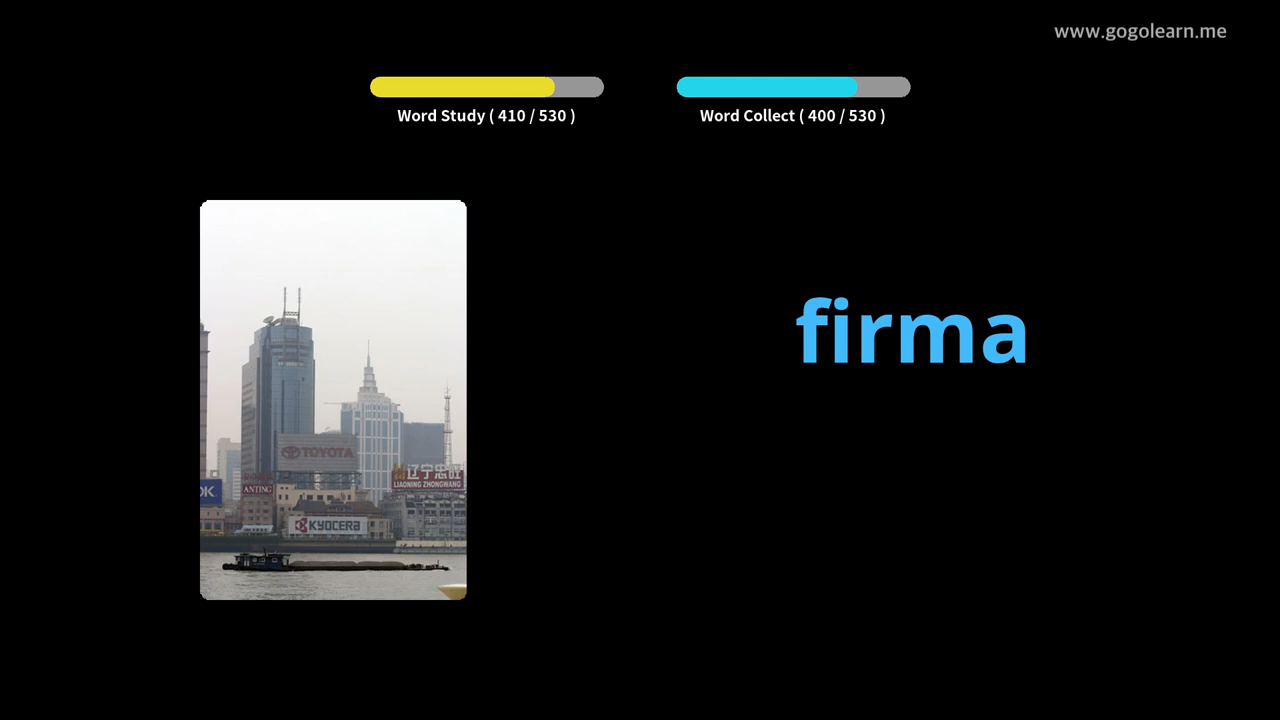 www.gogolearn.me
Word Study ( 410 / 530 )
Word Collect ( 400 / 530 )
firma
TOYOTA
辽宁忠旺
LIAONING ZHONGWANG
OK
ANTING
KYOCERA